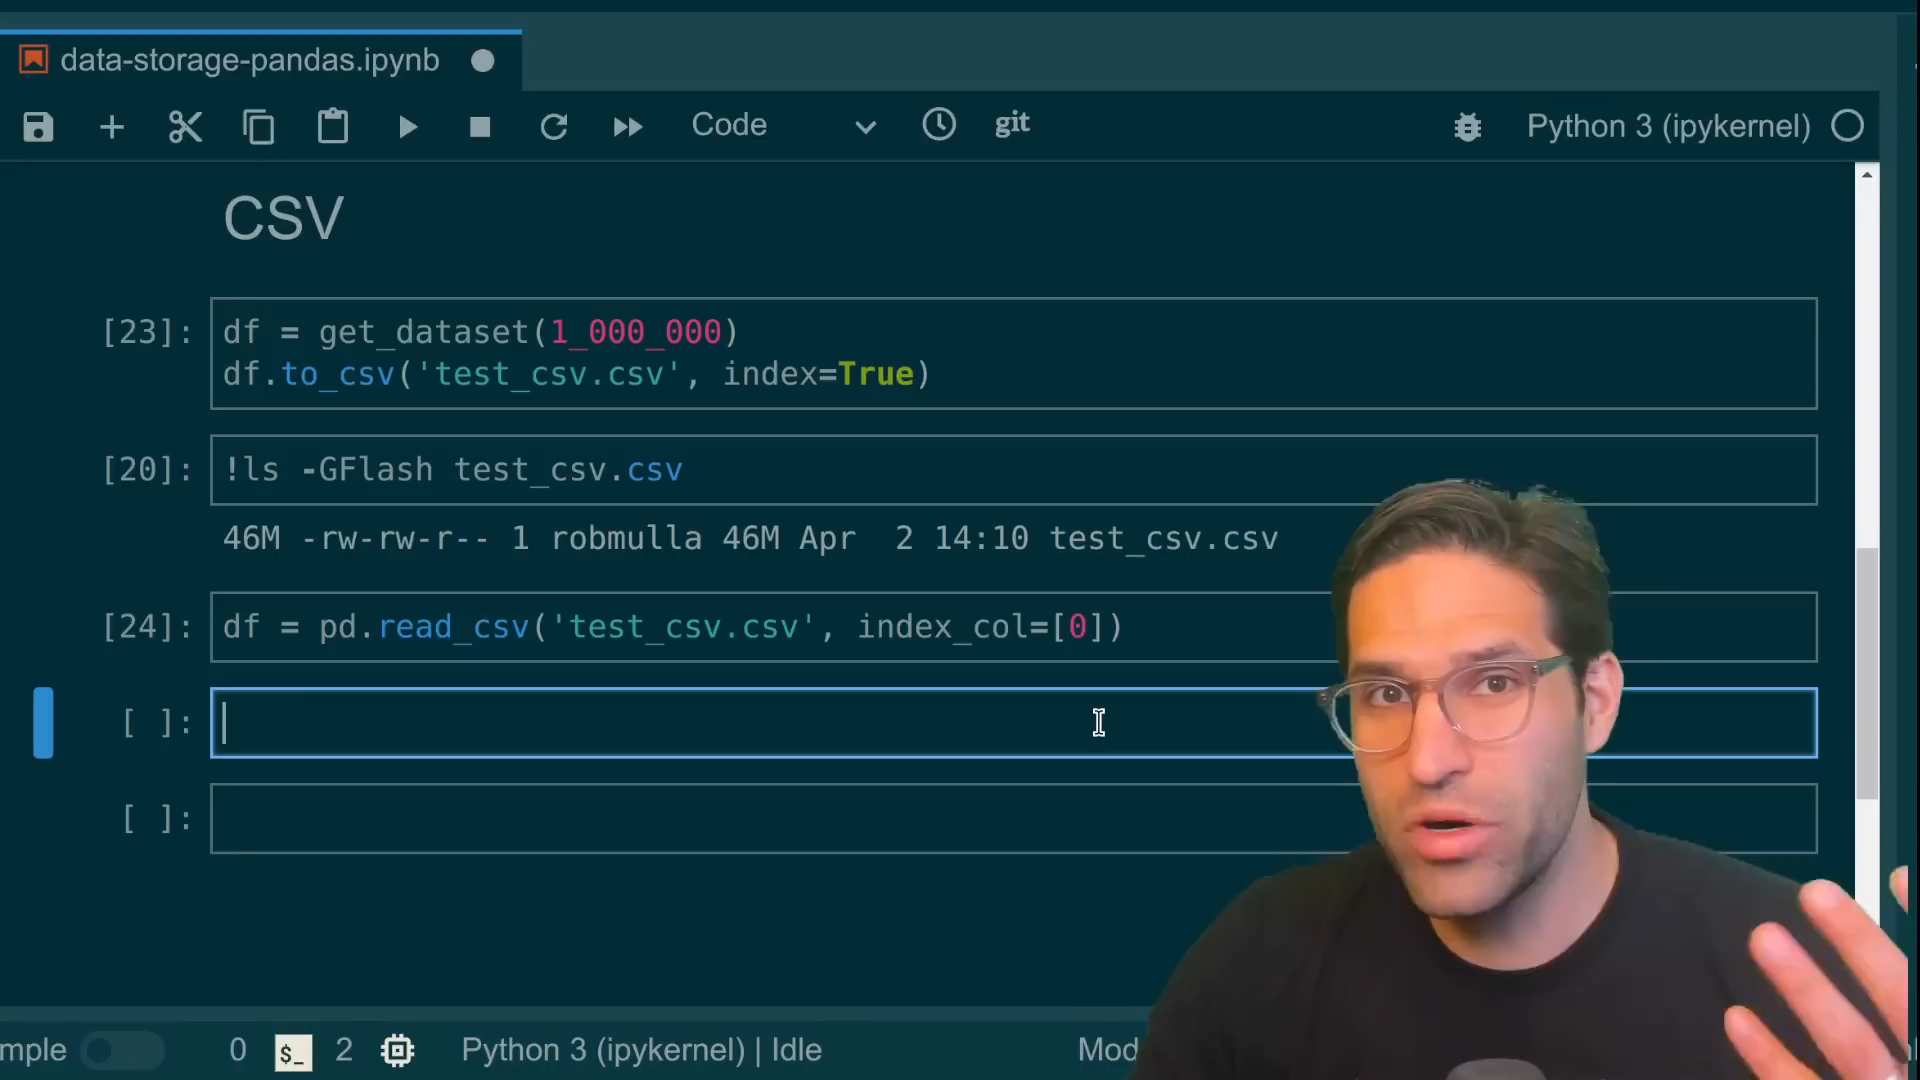 data-storage-pandas.ipynb
Code
git
Python 3 (ipykernel)
CSV
[23]:
df = get_dataset(1_000_000)
df.to_csv('test_csv.csv', index=True)
[20]:
!ls -GFlash test_csv.csv
46M -rw-rw-r-- 1 robmulla 46M Apr  2 14:10 test_csv.csv
[24]:
df = pd.read_csv('test_csv.csv', index_col=[0])
[ ]:
[ ]:
mple
0
$_
2
Python 3 (ipykernel) | Idle
Mod